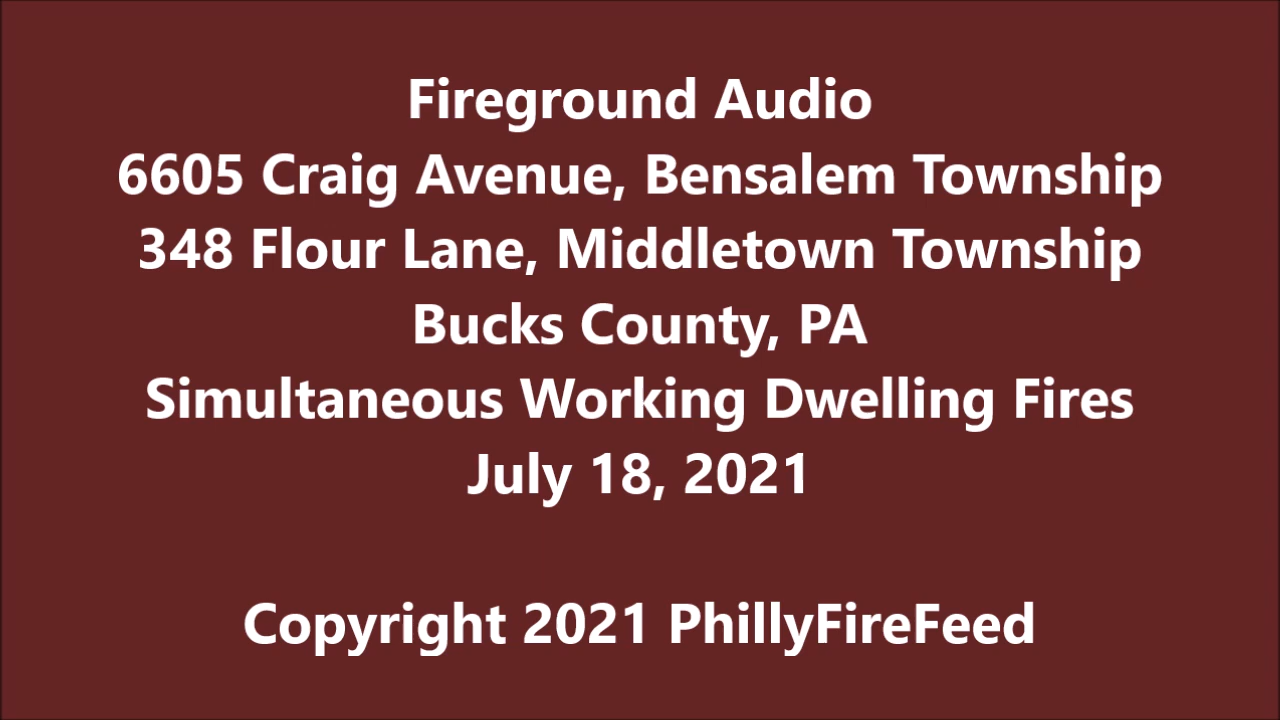 Fireground Audio
6605 Craig Avenue, Bensalem Township
348 Flour Lane, Middletown Township
Bucks County, PA
Simultaneous Working Dwelling Fires
July 18, 2021
Copyright 2021 PhillyFireFeed